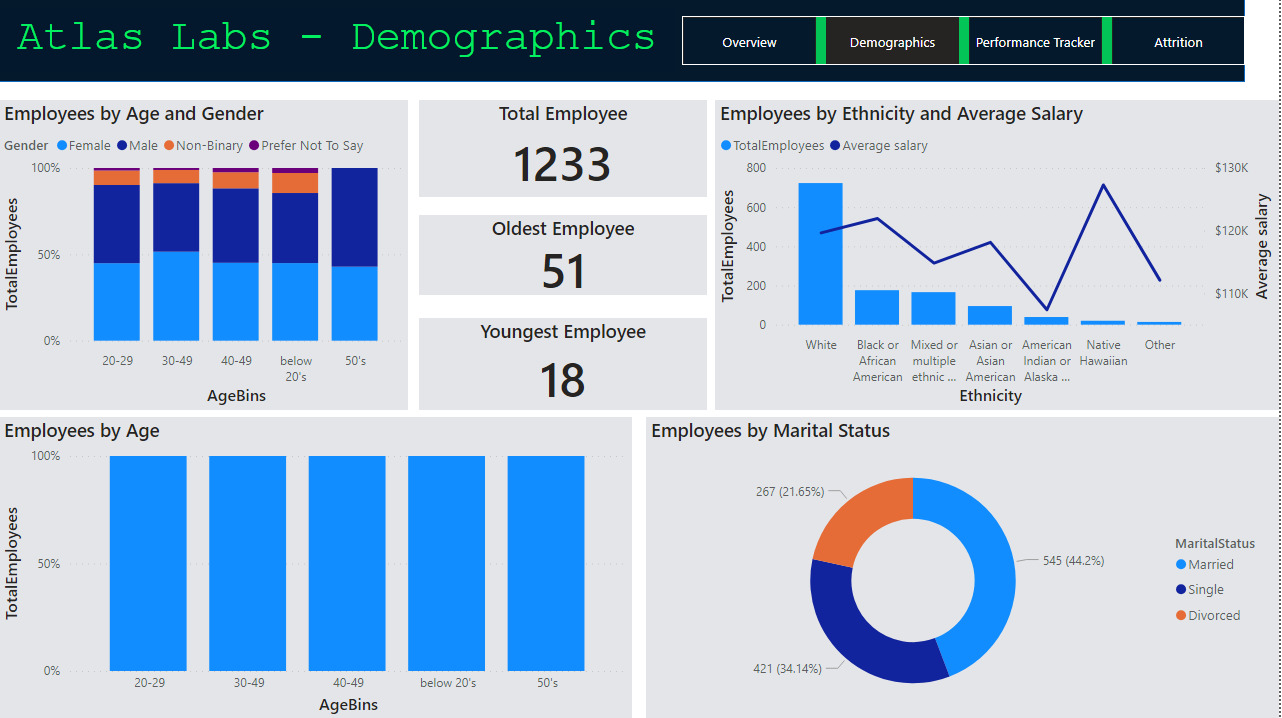 Atlas Labs - Demographics
Overview
Demographics
Performance Tracker
Attrition
Employees by Age and Gender
Gender
Female
Male
Non-Binary
Prefer Not To Say
100%
50%
0%
TotalEmployees
20-29
30-49
40-49
below
20's
50's
AgeBins
Total Employee
1233
Oldest Employee
51
Youngest Employee
18
Employees by Ethnicity and Average Salary
TotalEmployees
Average salary
800
600
400
200
0
TotalEmployees
$130K
$120K
$110K
Average salary
White
Black or
African
American
Mixed or
multiple
ethnic ...
Asian or
Asian
American
American
Indian or
Alaska ...
Native
Hawaiian
Other
Ethnicity
Employees by Age
100%
50%
0%
TotalEmployees
20-29
30-49
40-49
below 20's
50's
AgeBins
Employees by Marital Status
267 (21.65%)
545 (44.2%)
421 (34.14%)
MaritalStatus
Married
Single
Divorced